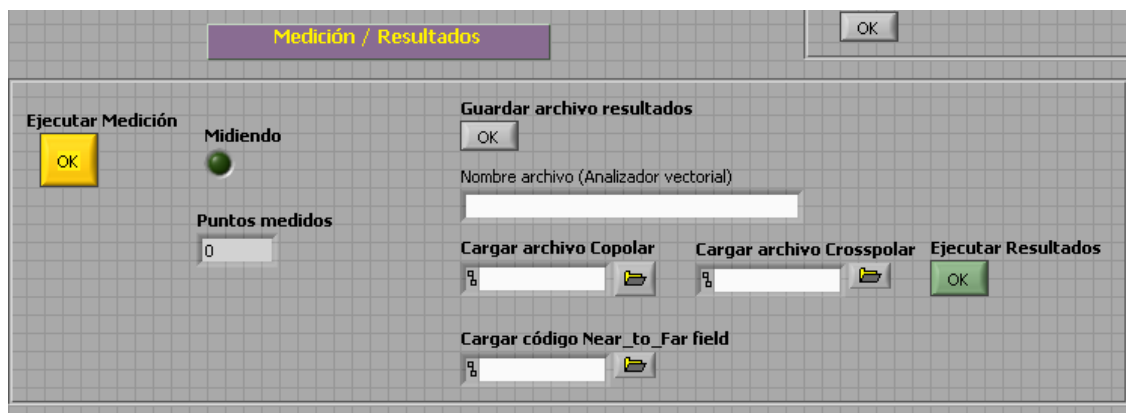 Medición / Resultados
OK
Ejecutar Medición
OK
Midiendo
Puntos medidos
0
Guardar archivo resultados
OK
Nombre archivo (Analizador vectorial)
Cargar archivo Copolar
Cargar archivo Crosspolar
Ejecutar Resultados
OK
Cargar código Near_to_Far field